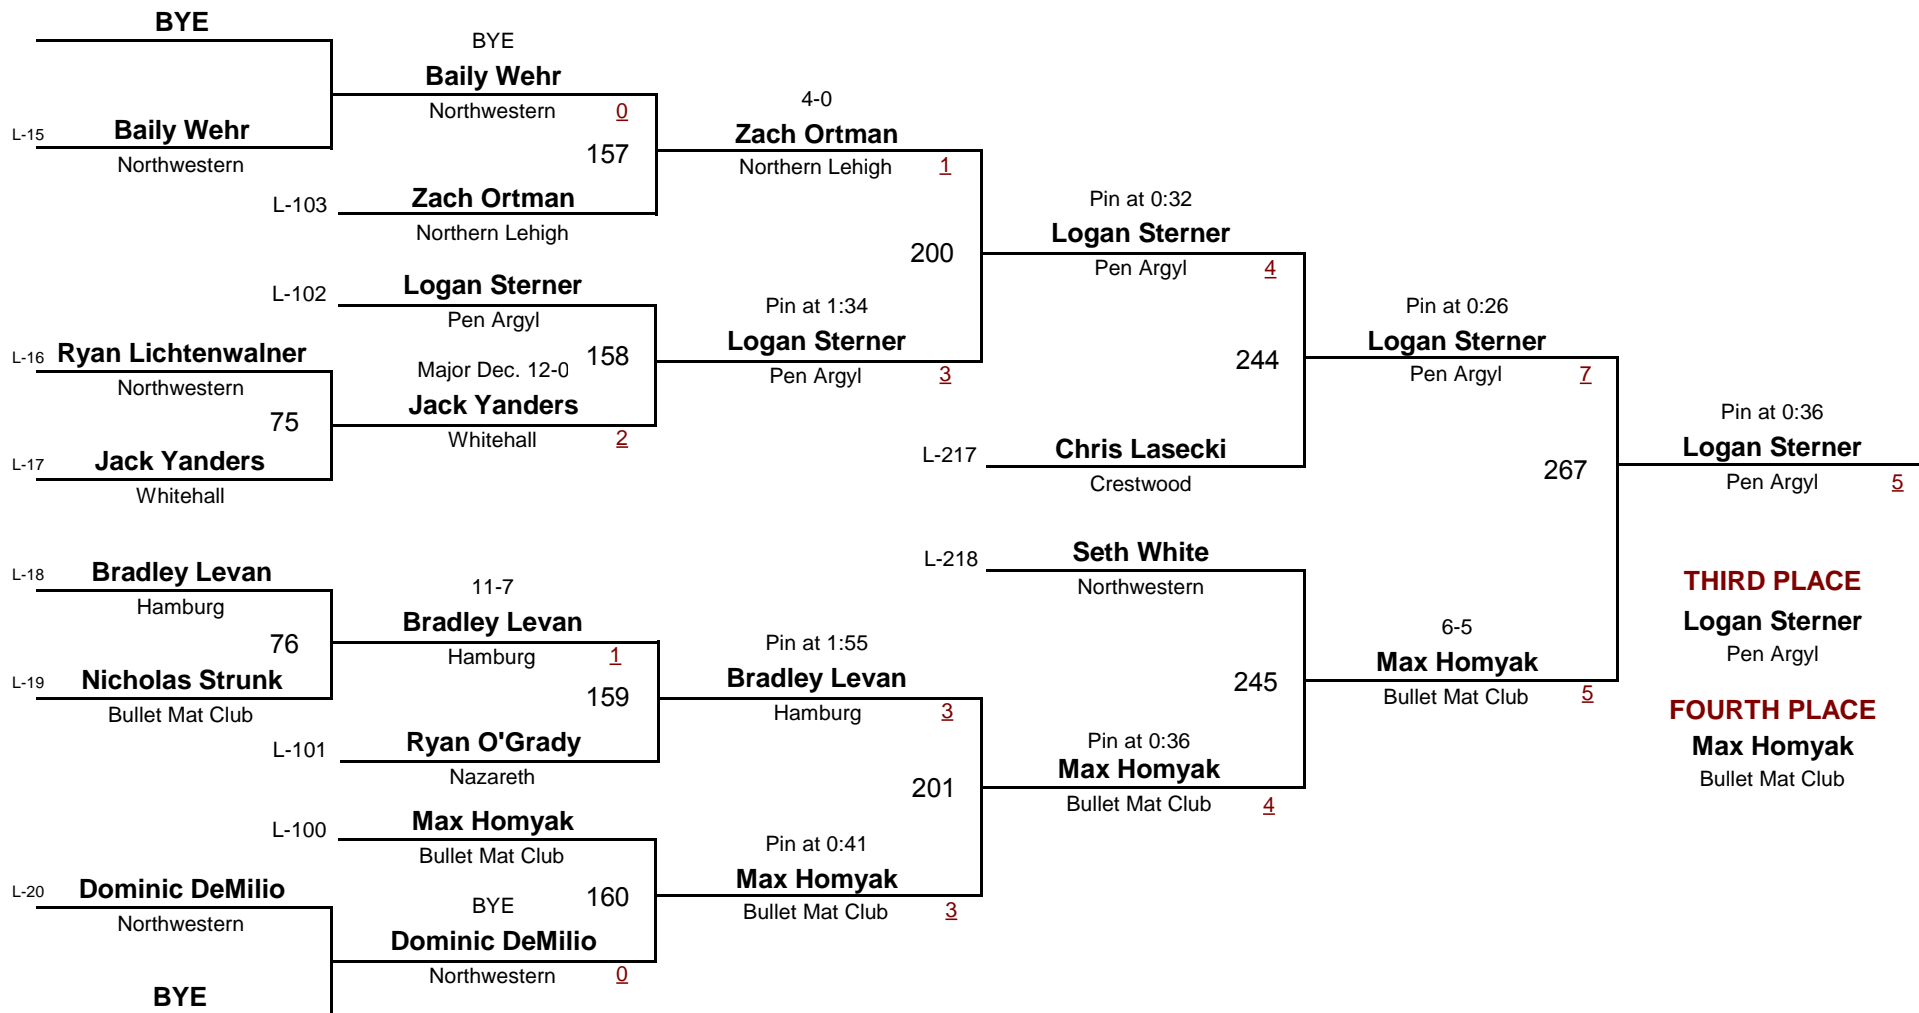 BYE
L-15 Baily Wehr
Northwestern
L-16 Ryan Lichtenwalner
Northwestern
75
L-17 Jack Yanders
Whitehall
L-18 Bradley Levan
Hamburg
76
L-19 Nicholas Strunk
Bullet Mat Club
L-20 Dominic DeMilio
Northwestern
BYE
BYE
Baily Wehr
Northwestern 0
157
L-103 Zach Ortman
Northern Lehigh
L-102 Logan Sterner
Pen Argyl
158
Major Dec. 12-0
Jack Yanders
Whitehall 2
11-7
Bradley Levan
Hamburg 1
159
L-101 Ryan O'Grady
Nazareth
L-100 Max Homyak
Bullet Mat Club
160
BYE
Dominic DeMilio
Northwestern 0
4-0
Zach Ortman
Northern Lehigh 1
200
Pin at 1:34
Logan Sterner
Pen Argyl 3
Pin at 1:55
Bradley Levan
Hamburg 3
201
Pin at 0:41
Max Homyak
Bullet Mat Club 3
Pin at 0:32
Logan Sterner
Pen Argyl 4
244
L-217 Chris Lasecki
Crestwood
L-218 Seth White
Northwestern
245
Pin at 0:36
Max Homyak
Bullet Mat Club 4
Pin at 0:26
Logan Sterner
Pen Argyl 7
267
6-5
Max Homyak
Bullet Mat Club 5
Pin at 0:36
Logan Sterner
Pen Argyl 5
THIRD PLACE
Logan Sterner
Pen Argyl
FOURTH PLACE
Max Homyak
Bullet Mat Club